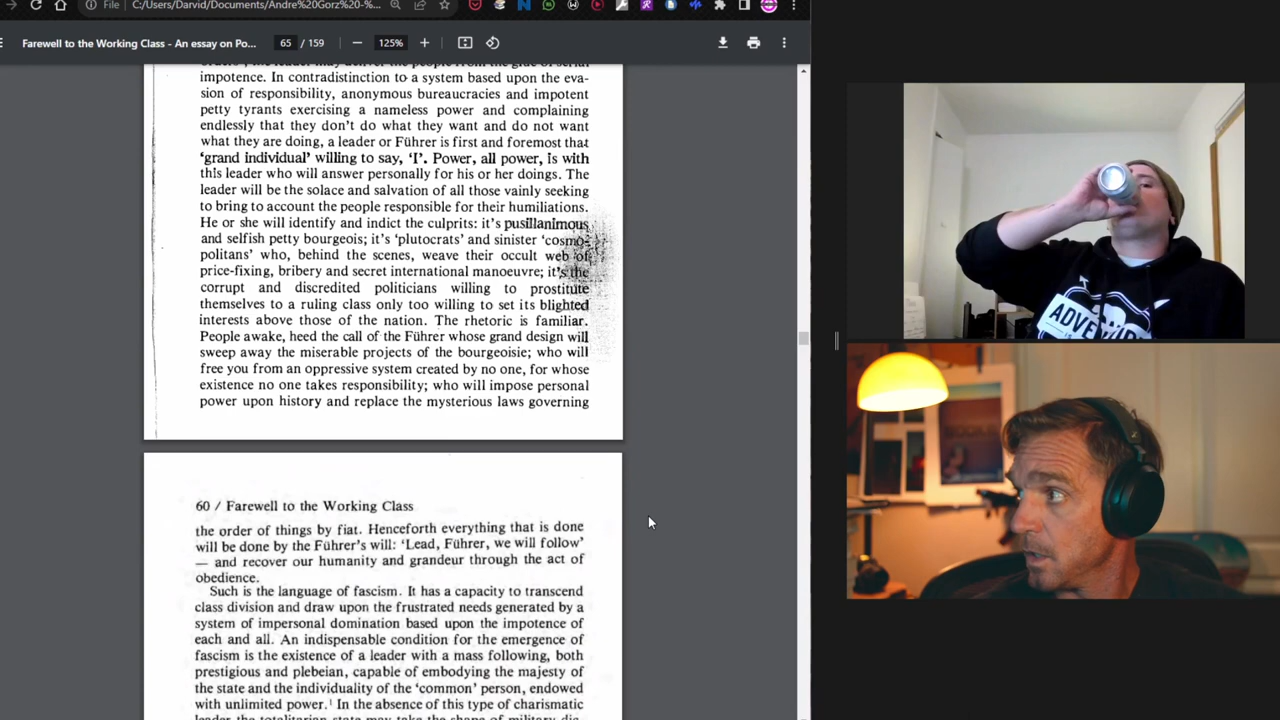 File C:/Users/Darvid/Documents/Andre%20Gorz%20-%...
Farewell to the Working Class - An essay on Po... 65 / 159 125%
impotence. In contradistinction to a system based upon the eva-
sion of responsibility, anonymous bureaucracies and impotent
petty tyrants exercising a nameless power and complaining
endlessly that they don't do what they want and do not want
what they are doing, a leader or Führer is first and foremost that
'grand individual' willing to say, 'I'. Power, all power, is with
this leader who will answer personally for his or her doings. The
leader will be the solace and salvation of all those vainly seeking
to bring to account the people responsible for their humiliations.
He or she will identify and indict the culprits: it's pusillanimous
and selfish petty bourgeois; it's 'plutocrats' and sinister 'cosmo-
politans' who, behind the scenes, weave their occult web of
price-fixing, bribery and secret international manoeuvre; it's the
corrupt and discredited politicians willing to prostitute
themselves to a ruling class only too willing to set its blighted
interests above those of the nation. The rhetoric is familiar.
People awake, heed the call of the Führer whose grand design will
sweep away the miserable projects of the bourgeoisie; who will
free you from an oppressive system created by no one, for whose
existence no one takes responsibility; who will impose personal
power upon history and replace the mysterious laws governing
60 / Farewell to the Working Class
the order of things by fiat. Henceforth everything that is done
will be done by the Führer's will: 'Lead, Führer, we will follow'
— and recover our humanity and grandeur through the act of
obedience.
Such is the language of fascism. It has a capacity to transcend
class division and draw upon the frustrated needs generated by a
system of impersonal domination based upon the impotence of
each and all. An indispensable condition for the emergence of
fascism is the existence of a leader with a mass following, both
prestigious and plebeian, capable of embodying the majesty of
the state and the individuality of the 'common' person, endowed
with unlimited power.¹ In the absence of this type of charismatic